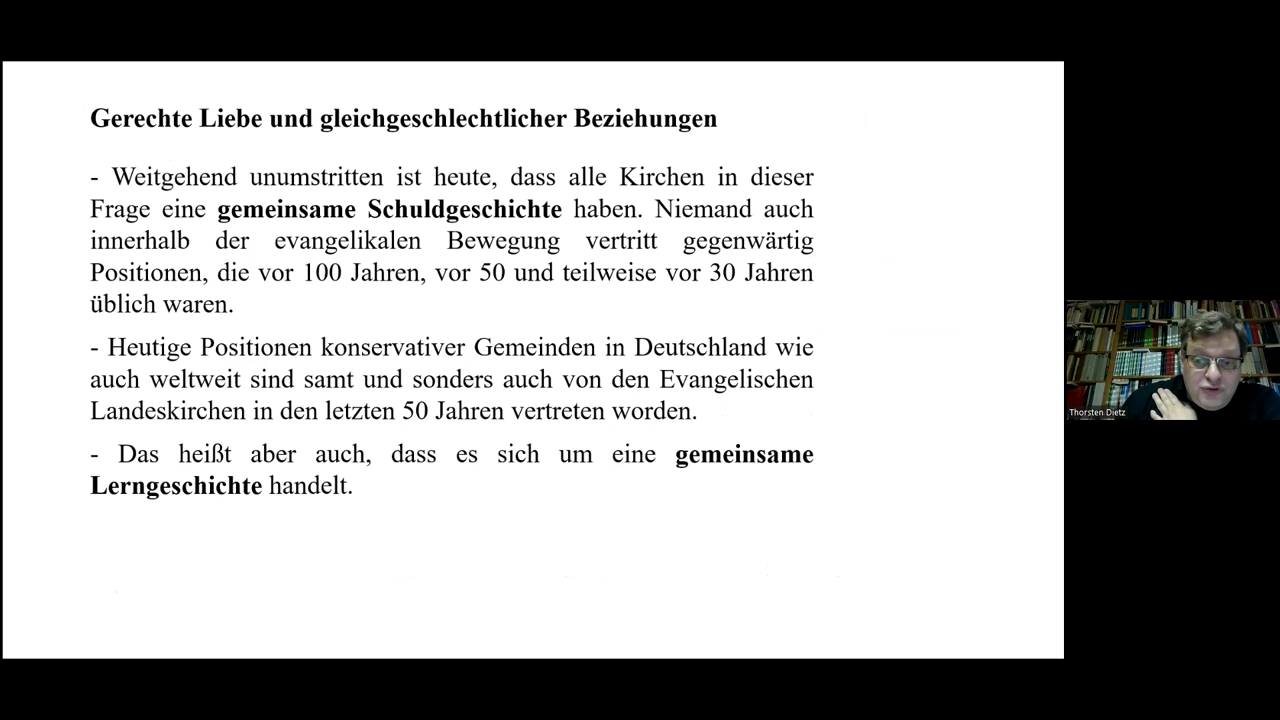 Gerechte Liebe und gleichgeschlechtlicher Beziehungen
- Weitgehend unumstritten ist heute, dass alle Kirchen in dieser
Frage eine gemeinsame Schuldgeschichte haben. Niemand auch
innerhalb der evangelikalen Bewegung vertritt gegenwärtig
Positionen, die vor 100 Jahren, vor 50 und teilweise vor 30 Jahren
üblich waren.
- Heutige Positionen konservativer Gemeinden in Deutschland wie
auch weltweit sind samt und sonders auch von den Evangelischen
Landeskirchen in den letzten 50 Jahren vertreten worden.
- Das heißt aber auch, dass es sich um eine gemeinsame
Lerngeschichte handelt.
Thorsten Dietz